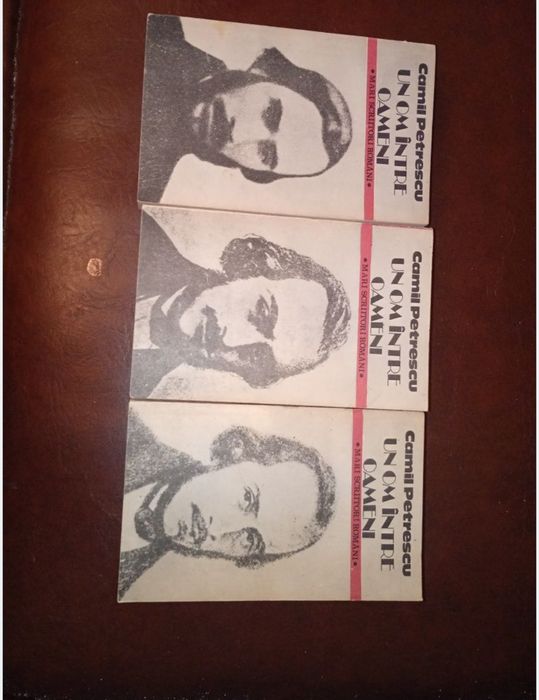 Camil Petrescu
UN OM ÎNTRE
OAMENI
• MARI SCRIITORI ROMÂNI •
Camil Petrescu
UN OM ÎNTRE
OAMENI
• MARI SCRIITORI ROMÂNI •
Camil Petrescu
UN OM ÎNTRE
OAMENI
• MARI SCRIITORI ROMÂNI •